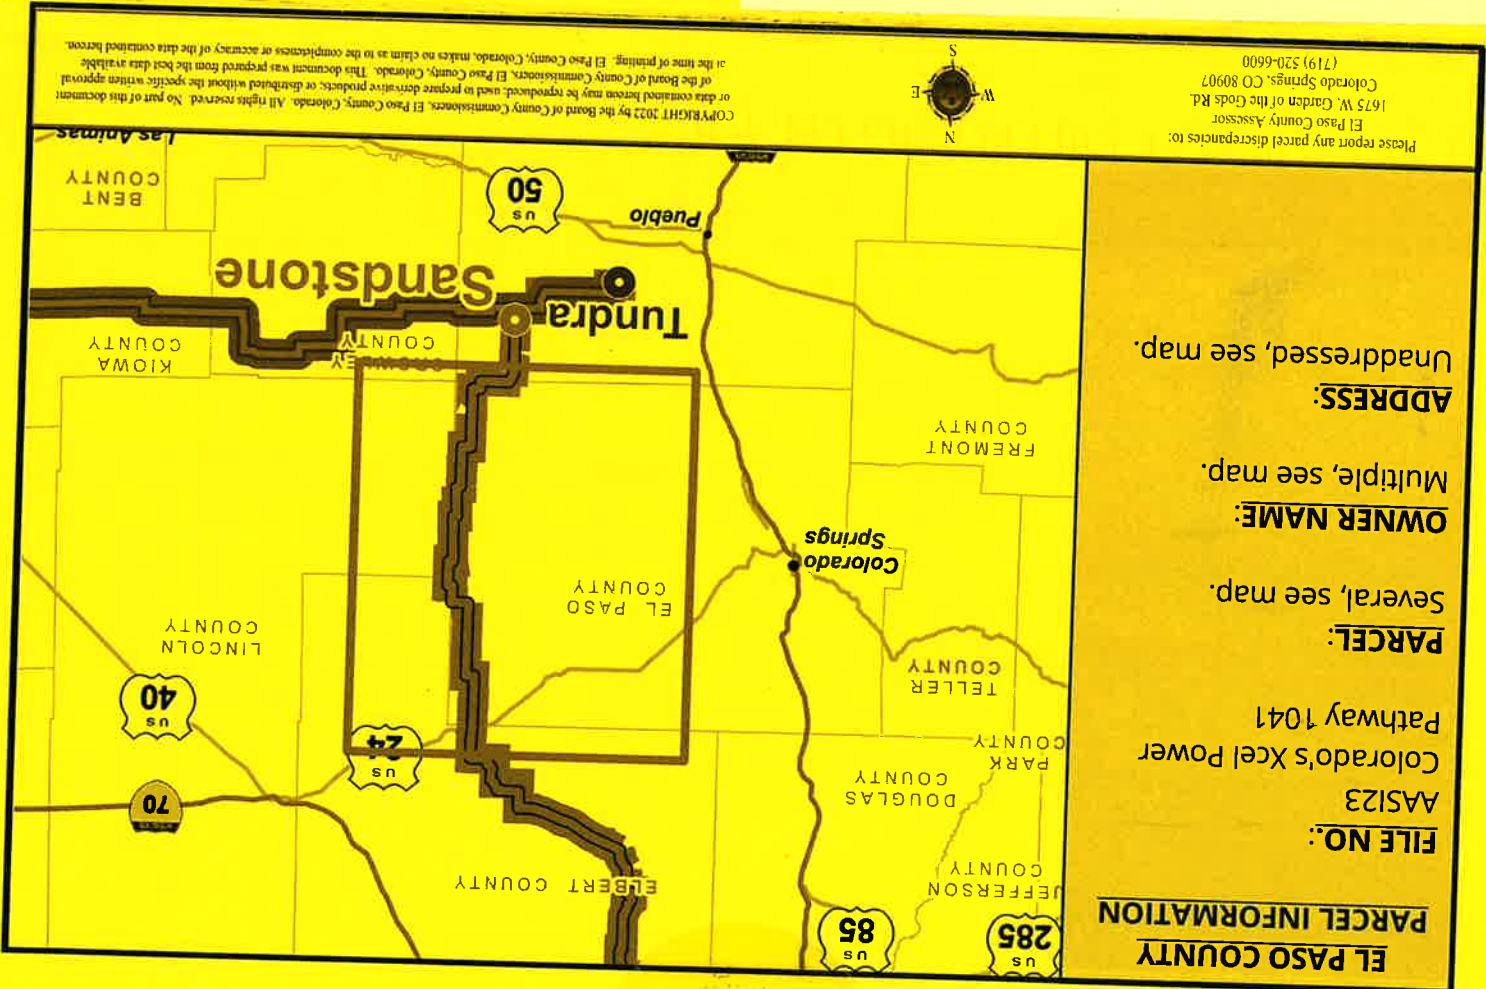 EL PASO COUNTY
PARCEL INFORMATION
FILE NO.:
AASI23
Colorado's Xcel Power
Pathway 1041
PARCEL:
Several, see map.
OWNER NAME:
Multiple, see map.
ADDRESS:
Unaddressed, see map.
US
285
US
85
JEFFERSON
COUNTY
ELBERT COUNTY
DOUGLAS
COUNTY
PARK
COUNTY
70
US
24
US
40
TELLER
COUNTY
LINCOLN
COUNTY
EL PASO
COUNTY
Colorado
Springs
FREMONT
COUNTY
KIOWA
COUNTY
COUNTY
Tundra
Sandstone
Pueblo
US
50
BENT
COUNTY
Las Animas
Please report any parcel discrepancies to:
El Paso County Assessor
1675 W. Garden of the Gods Rd.
Colorado Springs, CO 80907
(719) 520-6600
N
W
E
S
COPYRIGHT 2022 by the Board of County Commissioners, El Paso County, Colorado. All rights reserved. No part of this document
or data contained hereon may be reproduced; used to prepare derivative products; or distributed without the specific written approval
of the Board of County Commissioners, El Paso County, Colorado. This document was prepared from the best data available
at the time of printing. El Paso County, Colorado, makes no claim as to the completeness or accuracy of the data contained hereon.